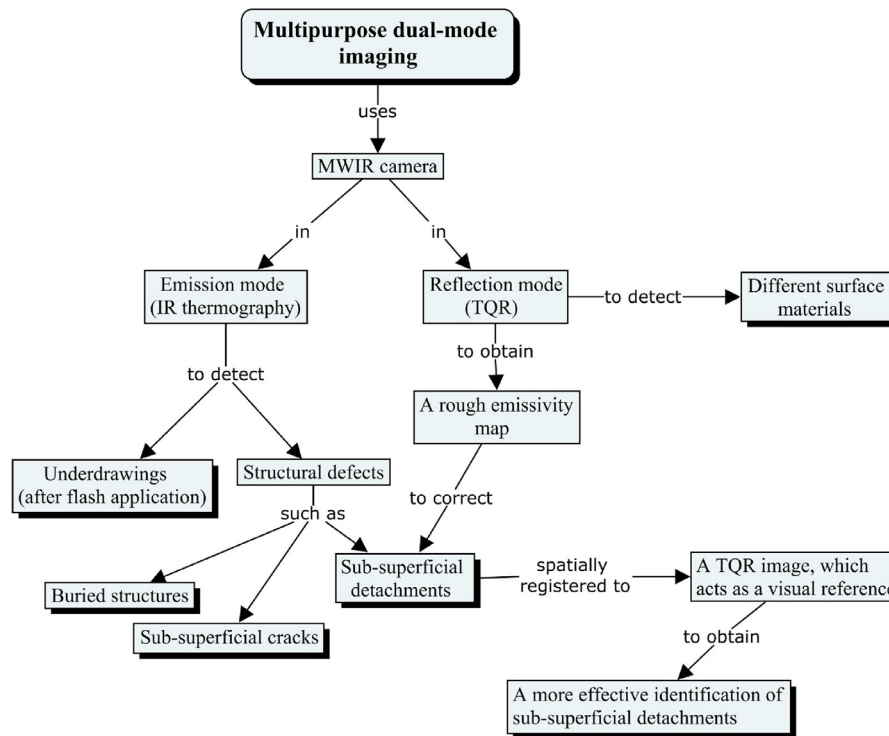 Multipurpose dual-mode
imaging
uses
MWIR camera
in
in
Emission mode
(IR thermography)
Reflection mode
(TQR)
to detect
Different surface
materials
to obtain
to detect
A rough emissivity
map
Underdrawings
(after flash application)
Structural defects
to correct
such as
Buried structures
Sub-superficial cracks
Sub-superficial
detachments
spatially
registered to
A TQR image, which
acts as a visual reference
to obtain
A more effective identification of
sub-superficial detachments